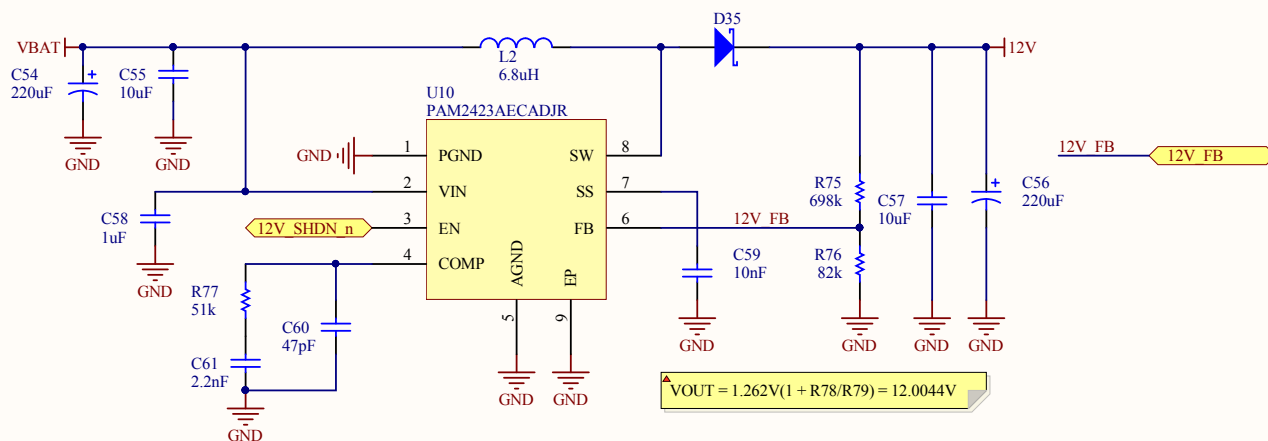 D35
VBAT
12V
C54
220uF
C55
10uF
L2
6.8uH
U10
PAM2423AECADJR
GND
GND
GND
1
PGND
SW
8
12V_FB
12V_FB
2
VIN
SS
7
R75
698k
C57
10uF
C56
220uF
C58
1uF
12V_SHDN_n
3
EN
FB
6
12V_FB
GND
4
COMP
AGND
EP
C59
10nF
R76
82k
R77
51k
C60
47pF
5
9
GND
GND
GND
GND
C61
2.2nF
GND
GND
GND
VOUT = 1.262V(1 + R78/R79) = 12.0044V